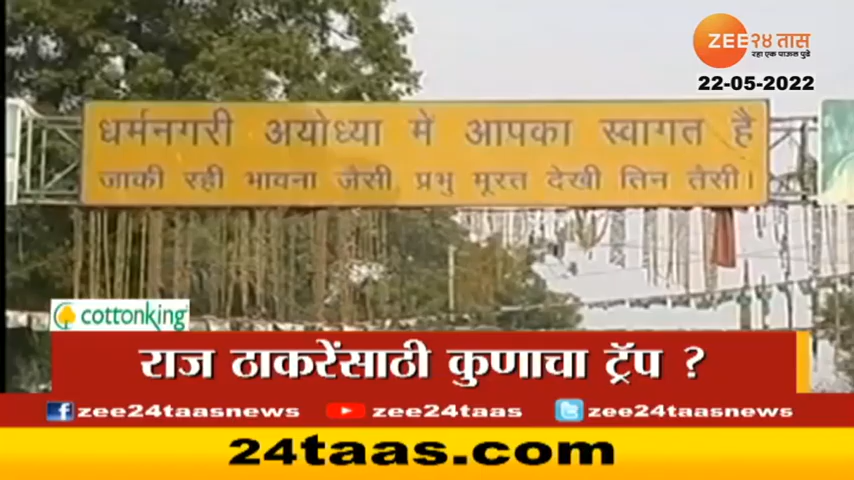 ZEE २४ तास
रहा एक पाऊल पुढे
22-05-2022
धर्मनगरी अयोध्या मे आपका स्वागत है
जाकी रही भावना जैसी प्रभु मूरत देखी तिन तैसी।
cottonking
राज ठाकरेंसाठी कुणाचा ट्रॅप ?
zee24taasnews zee24taas zee24taasnews
24taas.com